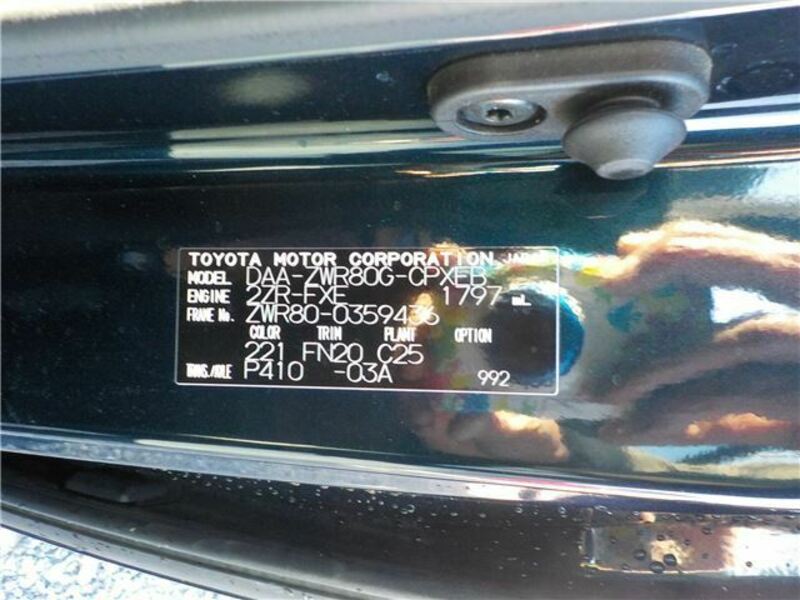 TOYOTA MOTOR CORPORATION JAPAN
MODEL DAA-ZWR80G-CPXEB
ENGINE 2ZR-FXE 1797 mL
FRAME No. ZWR80-0359436
COLOR TRIM PLANT OPTION
221 FN20 C25
TRANS./AXLE P410 -03A 992